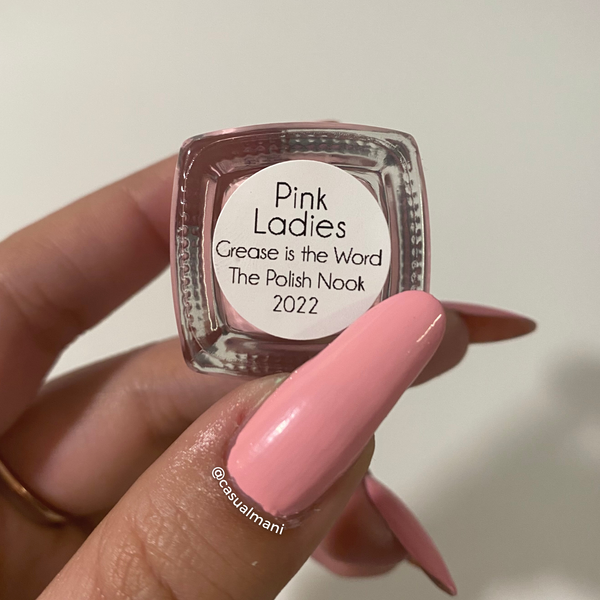 Pink
Ladies
Grease is the Word
The Polish Nook
2022
@casualmani